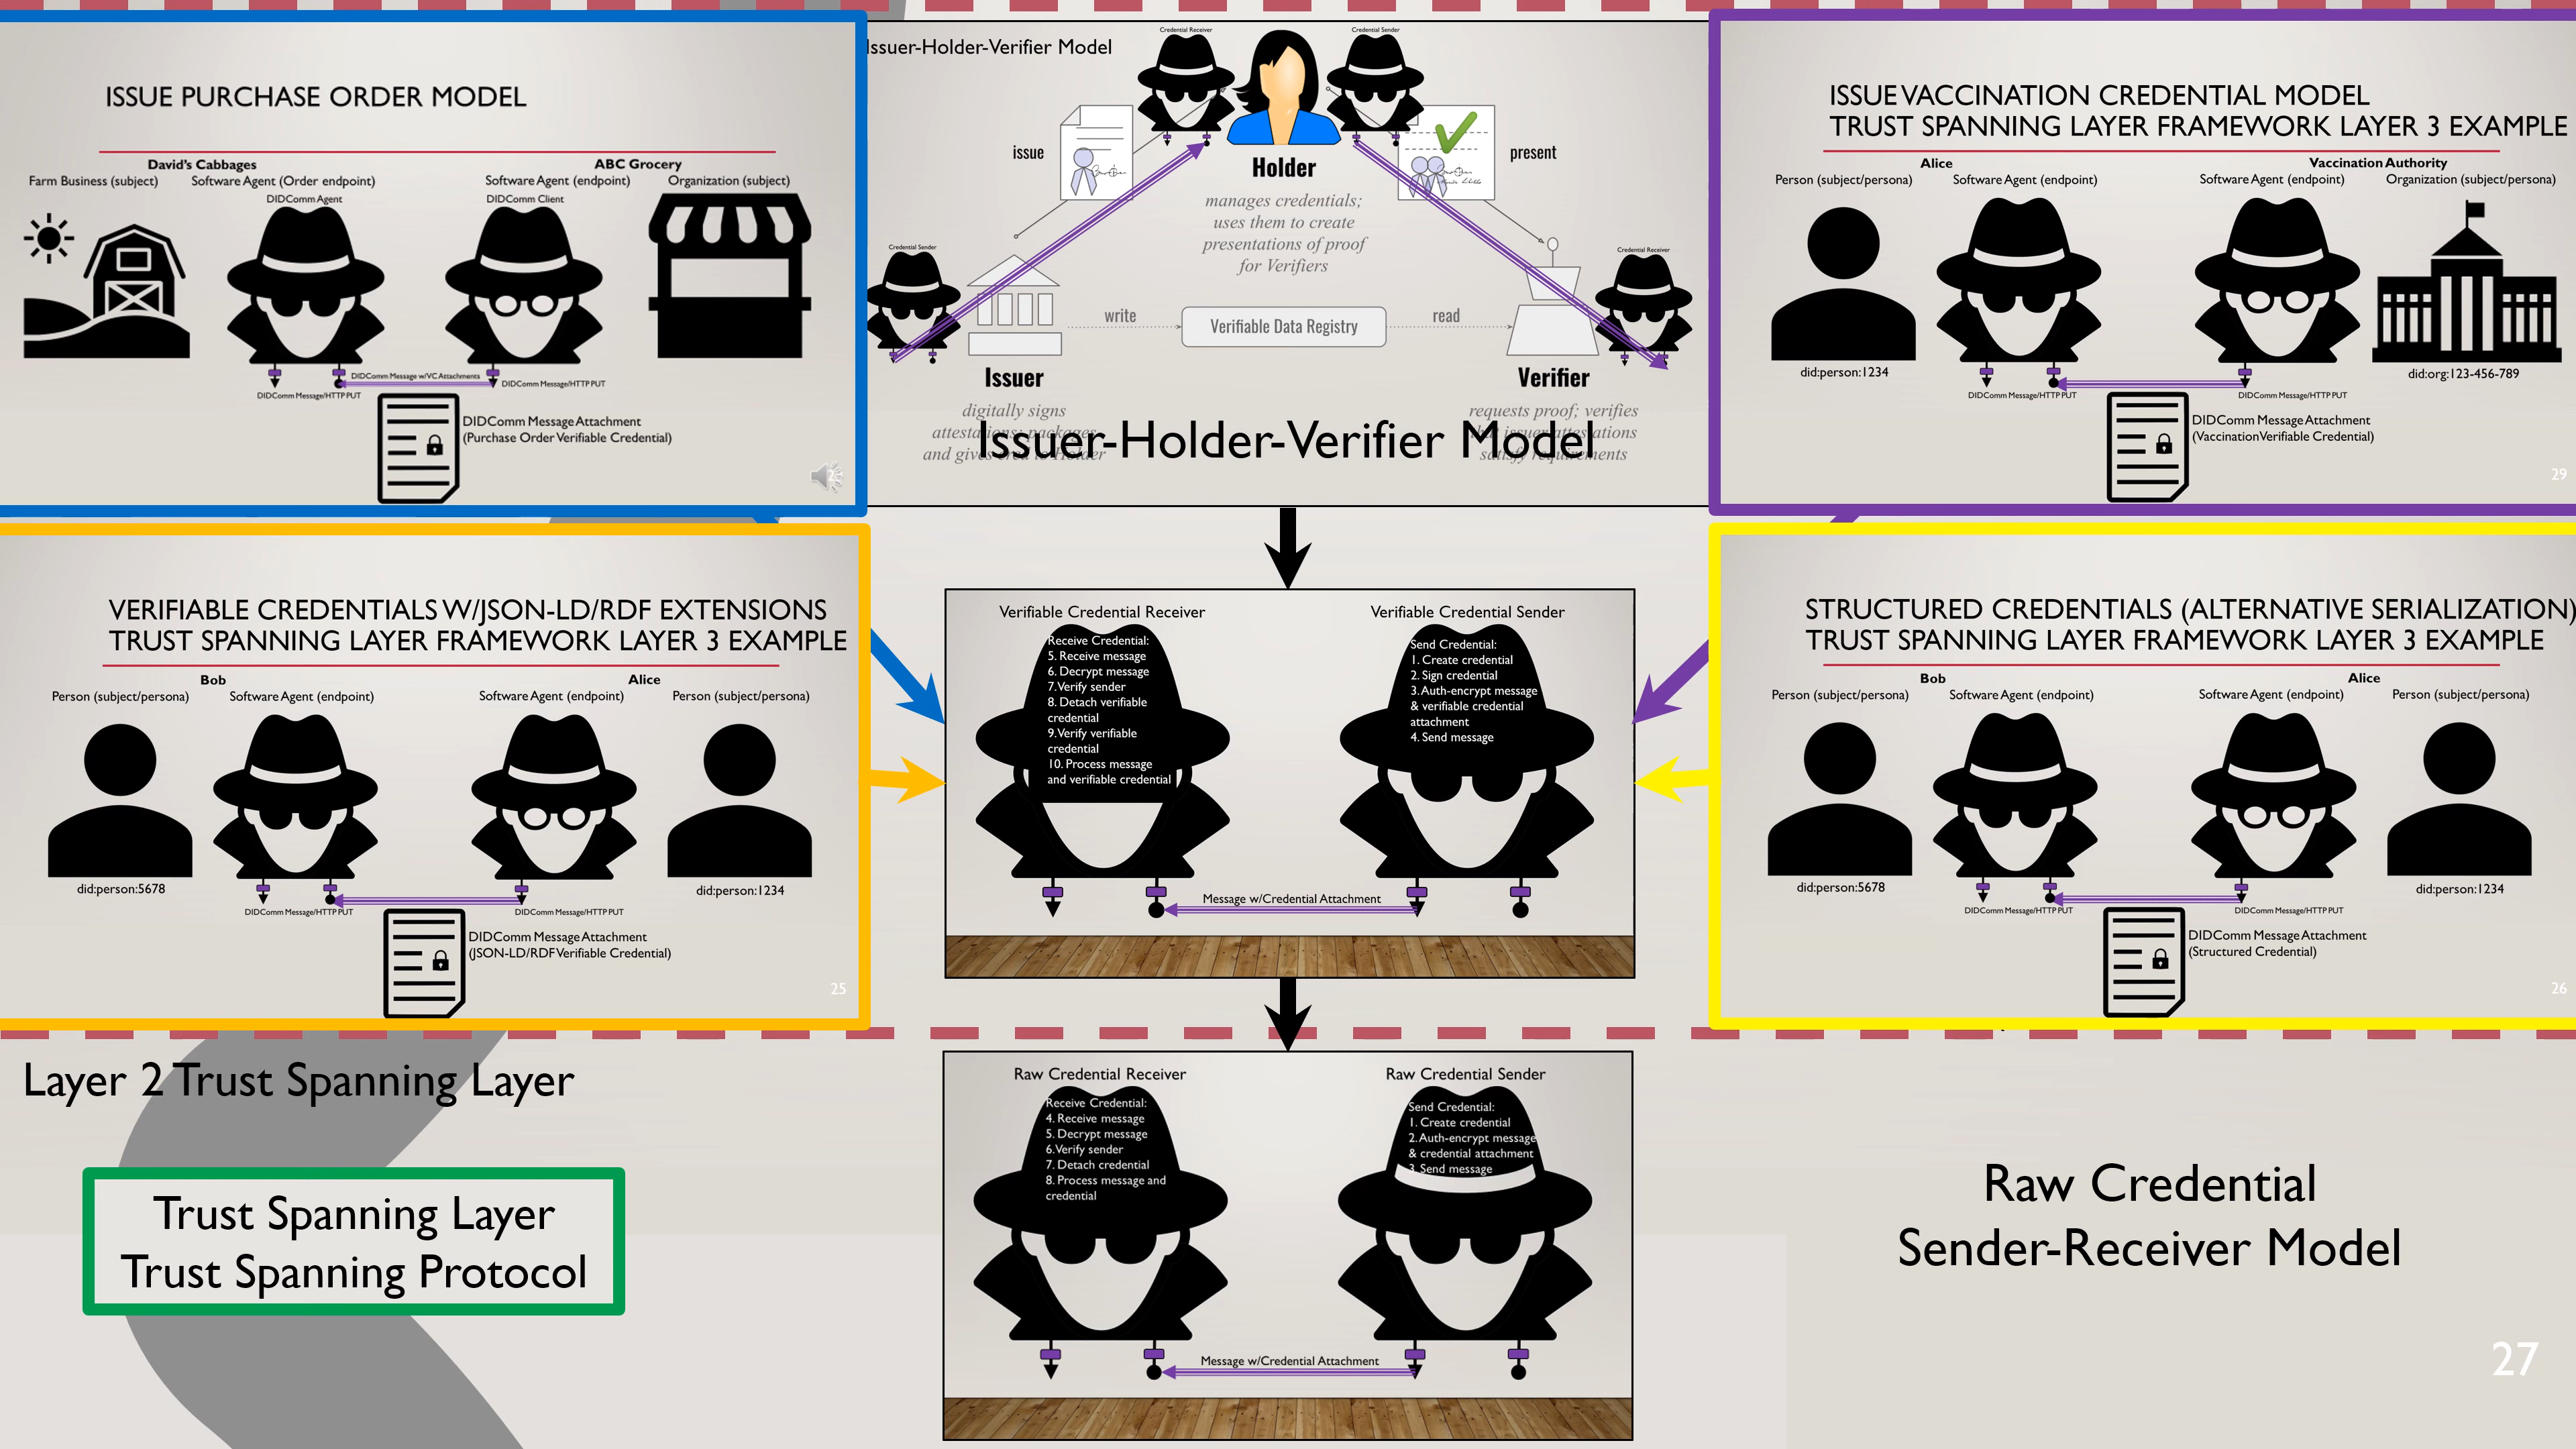 ISSUE PURCHASE ORDER MODEL
David's Cabbages
ABC Grocery
Farm Business (subject)
Software Agent (Order endpoint)
Software Agent (endpoint)
Organization (subject)
DIDComm Agent
DIDComm Client
DIDComm Message w/VC Attachments
DIDComm Message/HTTP PUT
DIDComm Message/HTTP PUT
DIDComm Message Attachment
(Purchase Order Verifiable Credential)
Issuer-Holder-Verifier Model
Credential Receiver
Credential Sender
issue
present
Holder
manages credentials;
uses them to create
presentations of proof
for Verifiers
Credential Sender
Credential Receiver
write
Verifiable Data Registry
read
Issuer
Verifier
digitally signs
attestations; packages
and gives cred to Holder
requests proof; verifies
that issuer attestations
satisfy requirements
Issuer-Holder-Verifier Model
ISSUE VACCINATION CREDENTIAL MODEL
TRUST SPANNING LAYER FRAMEWORK LAYER 3 EXAMPLE
Alice
Vaccination Authority
Person (subject/persona)
Software Agent (endpoint)
Software Agent (endpoint)
Organization (subject/persona)
did:person:1234
did:org:123-456-789
DIDComm Message/HTTP PUT
DIDComm Message/HTTP PUT
DIDComm Message Attachment
(Vaccination Verifiable Credential)
29
VERIFIABLE CREDENTIALS W/JSON-LD/RDF EXTENSIONS
TRUST SPANNING LAYER FRAMEWORK LAYER 3 EXAMPLE
Bob
Alice
Person (subject/persona)
Software Agent (endpoint)
Software Agent (endpoint)
Person (subject/persona)
did:person:5678
did:person:1234
DIDComm Message/HTTP PUT
DIDComm Message/HTTP PUT
DIDComm Message Attachment
(JSON-LD/RDF Verifiable Credential)
25
Verifiable Credential Receiver
Receive Credential:
5. Receive message
6. Decrypt message
7. Verify sender
8. Detach verifiable
credential
9. Verify verifiable
credential
10. Process message
and verifiable credential
Verifiable Credential Sender
Send Credential:
1. Create credential
2. Sign credential
3. Auth-encrypt message
& verifiable credential
attachment
4. Send message
Message w/Credential Attachment
STRUCTURED CREDENTIALS (ALTERNATIVE SERIALIZATION)
TRUST SPANNING LAYER FRAMEWORK LAYER 3 EXAMPLE
Bob
Alice
Person (subject/persona)
Software Agent (endpoint)
Software Agent (endpoint)
Person (subject/persona)
did:person:5678
did:person:1234
DIDComm Message/HTTP PUT
DIDComm Message/HTTP PUT
DIDComm Message Attachment
(Structured Credential)
26
Layer 2 Trust Spanning Layer
Trust Spanning Layer
Trust Spanning Protocol
Raw Credential Receiver
Receive Credential:
4. Receive message
5. Decrypt message
6. Verify sender
7. Detach credential
8. Process message and
credential
Raw Credential Sender
Send Credential:
1. Create credential
2. Auth-encrypt message
& credential attachment
3. Send message
Message w/Credential Attachment
Raw Credential
Sender-Receiver Model
27